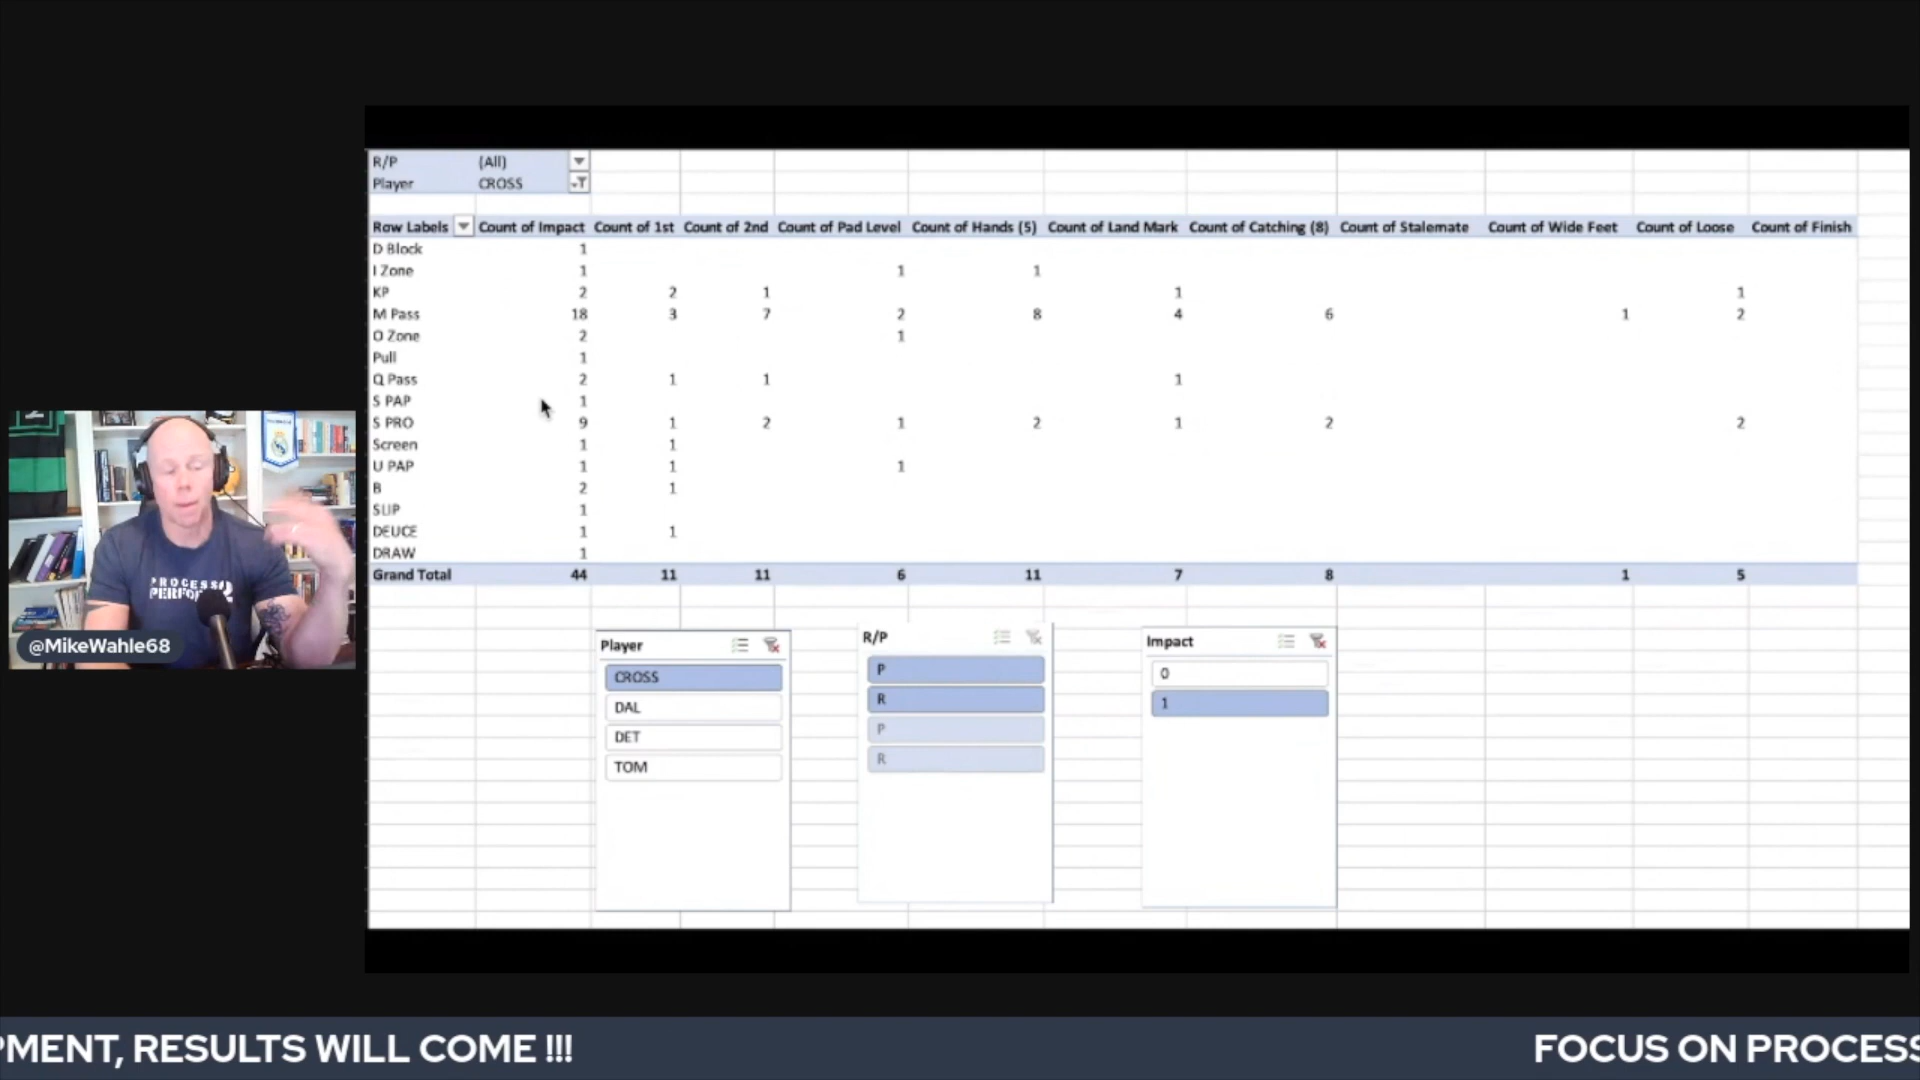 R/P (All)
Player CROSS
Row Labels Count of Impact Count of 1st Count of 2nd Count of Pad Level Count of Hands (5) Count of Land Mark Count of Catching (8) Count of Stalemate Count of Wide Feet Count of Loose Count of Finish
D Block 1
I Zone 1 1 1
KP 2 2 1 1 1
M Pass 18 3 7 2 8 4 6 1 2
O Zone 2 1
Pull 1
Q Pass 2 1 1 1
S PAP 1
S PRO 9 1 2 1 2 1 2 2
Screen 1 1
U PAP 1 1 1
B 2 1
SLIP 1
DEUCE 1 1
DRAW 1
Grand Total 44 11 11 6 11 7 8 1 5
Player
CROSS
DAL
DET
TOM
R/P
P
R
P
R
Impact
0
1
PROCESS 2
@MikeWahle68
PMENT, RESULTS WILL COME !!! FOCUS ON PROCESS